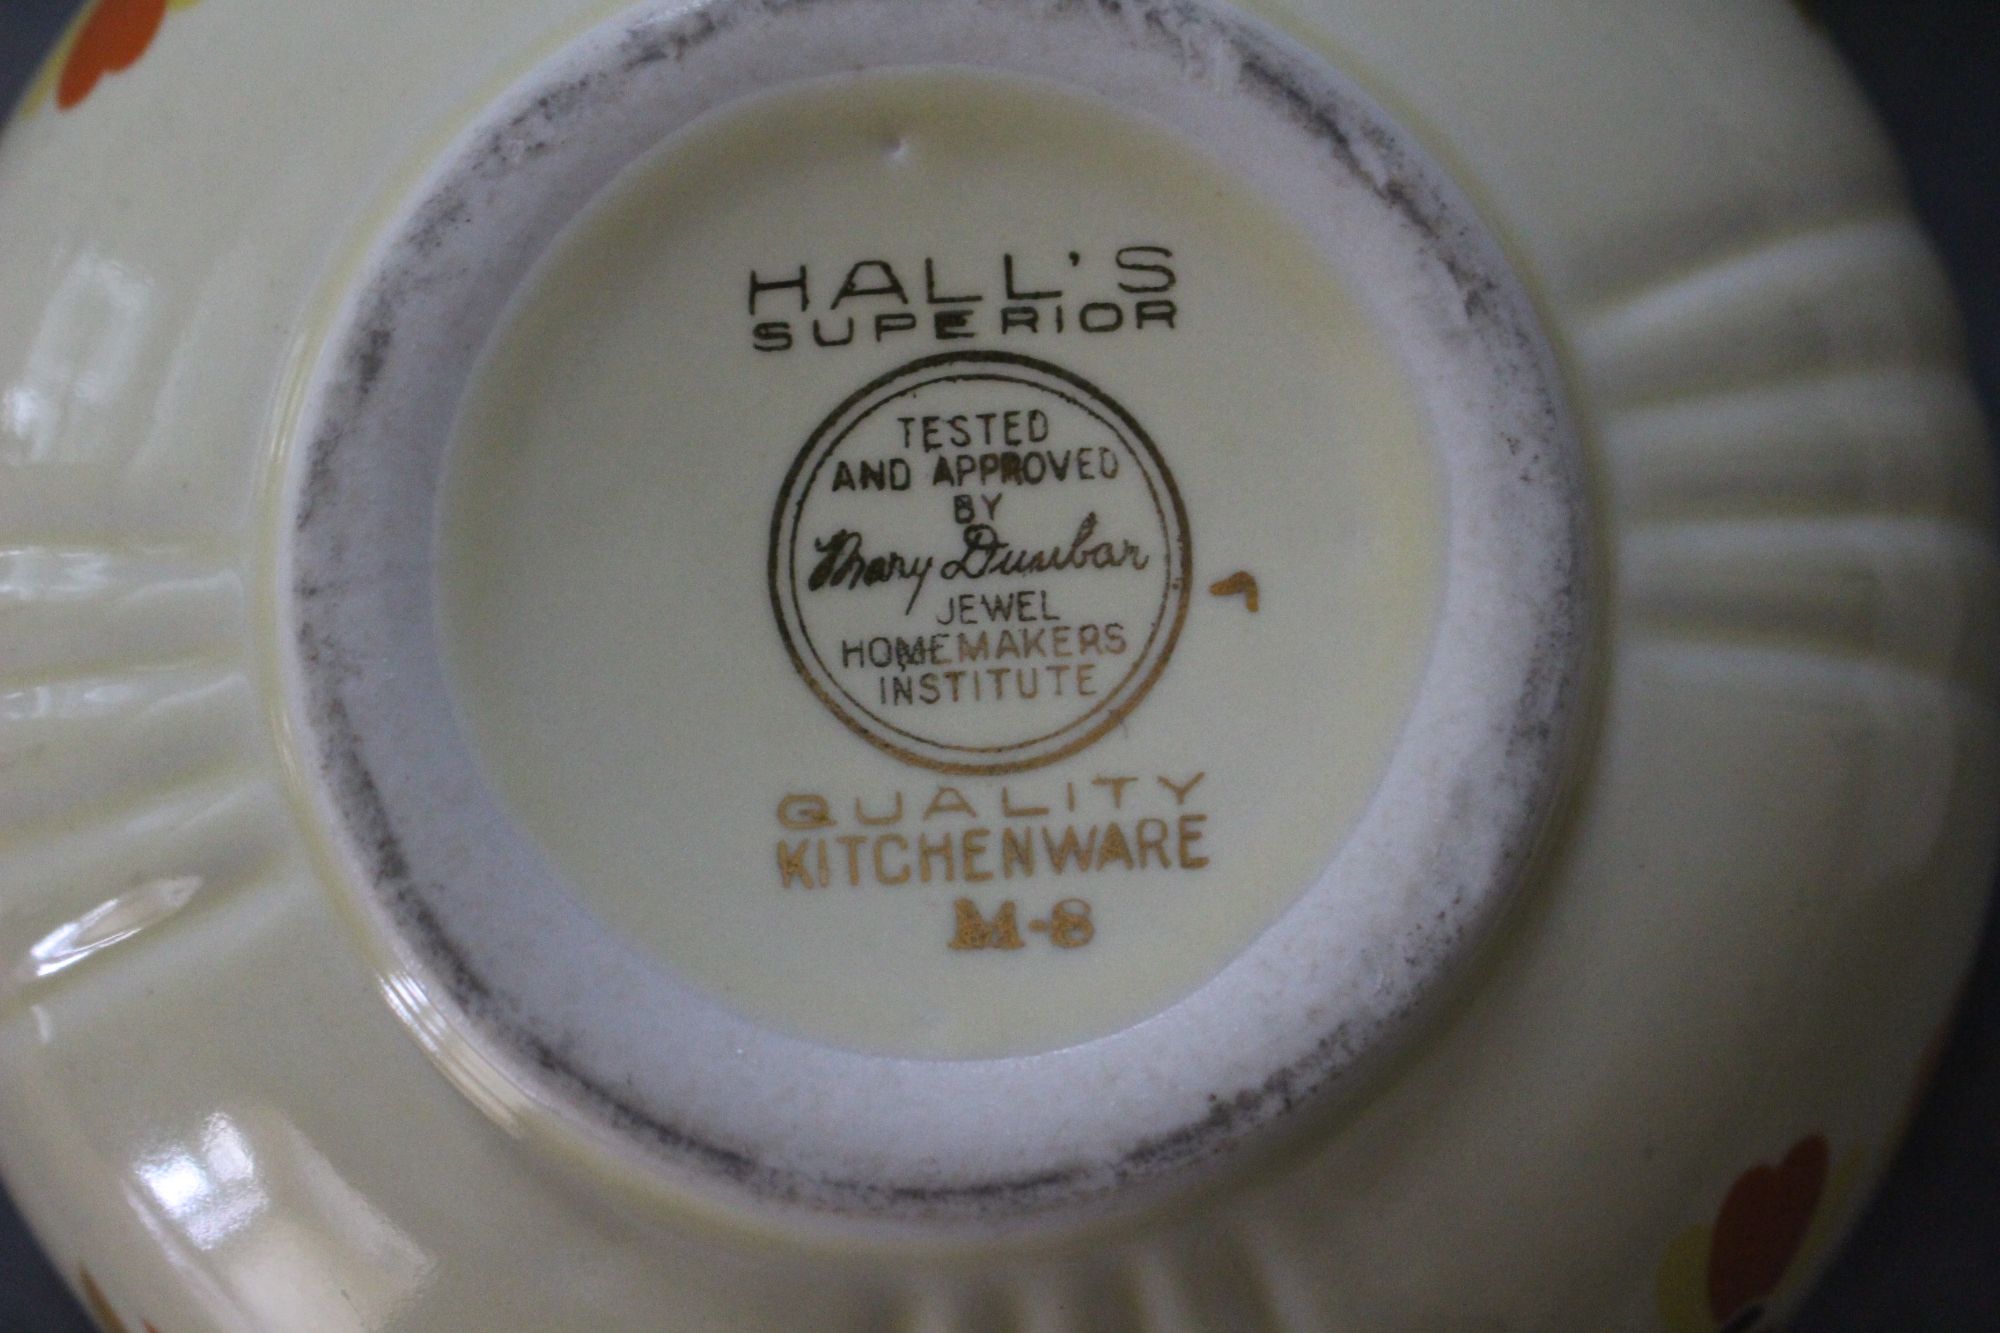 HALL'S
SUPERIOR
TESTED
AND APPROVED
BY
Mary Dunbar
JEWEL
HOMEMAKERS
INSTITUTE
QUALITY
KITCHENWARE
M-8